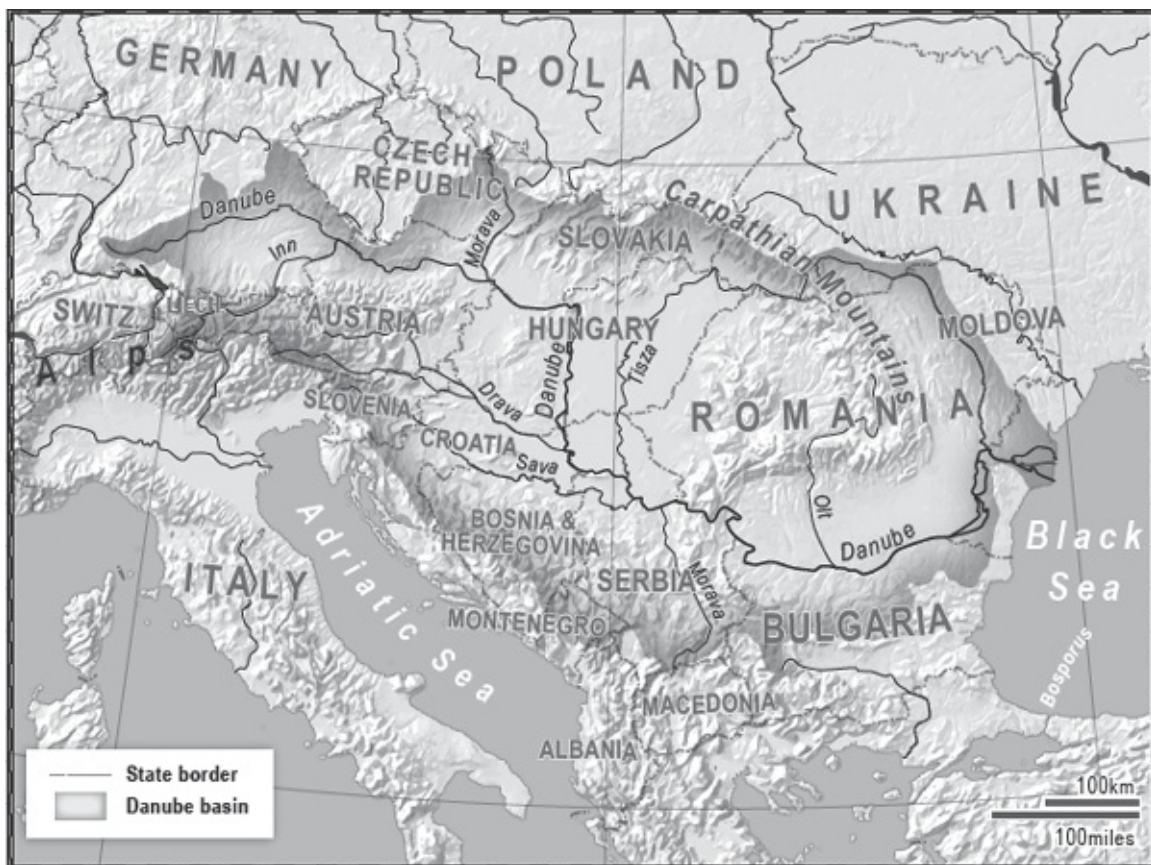 GERMANY
POLAND
CZECH
REPUBLIC
UKRAINE
Danube
Morava
Carpathian Mountains
SLOVAKIA
Inn
SWITZ
LIECH
AUSTRIA
HUNGARY
MOLDOVA
Alps
Danube
Tisza
SLOVENIA
Drava
ROMANIA
CROATIA
Sava
Olt
Danube
Black
Sea
BOSNIA &
HERZEGOVINA
Adriatic Sea
ITALY
SERBIA
Morava
MONTENEGRO
BULGARIA
Bosporus
MACEDONIA
ALBANIA
State border
Danube basin
100km
100miles